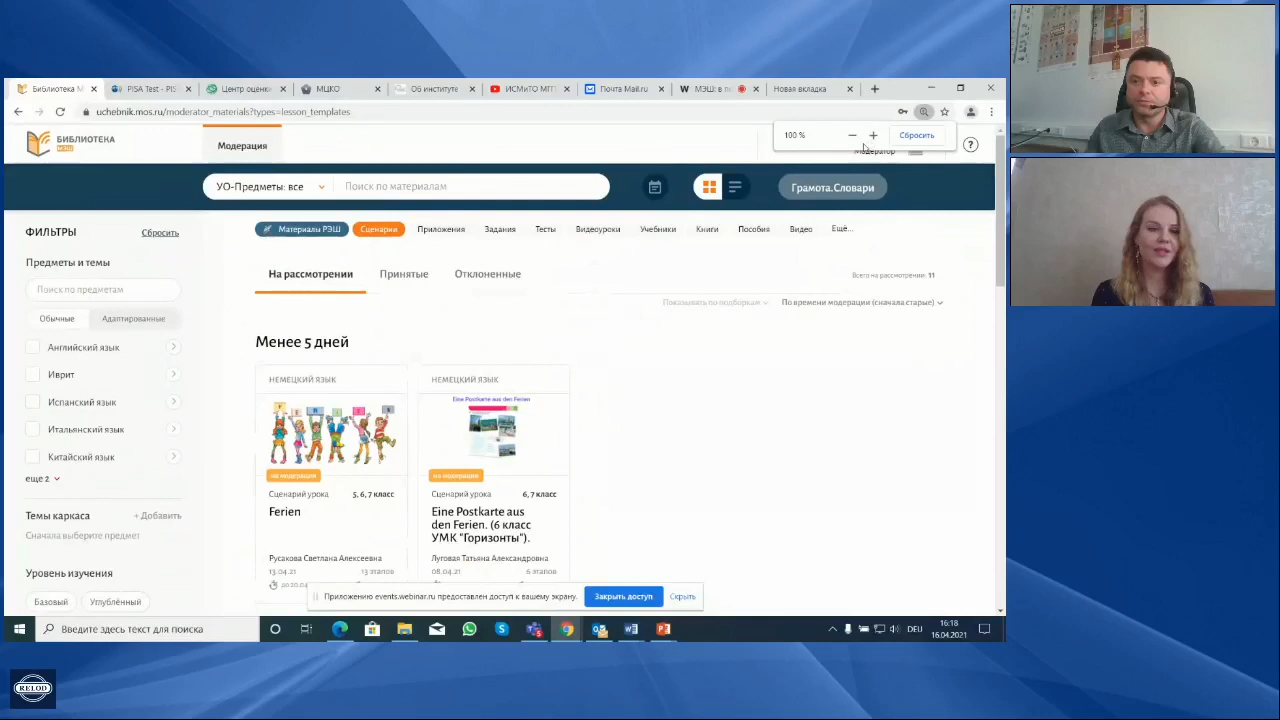 Библиотека М
PISA Test - PIS
Центр оценки
МЦКО
Об институте
ИСМиТо МГП
Почта Mail.ru
МЭШ: в п
Новая вкладка
uchebnik.mos.ru/moderator_materials?types=lesson_templates
100 %
Сбросить
БИБЛИОТЕКА
МЭШ
Модерация
Модератор
?
УО-Предметы: все
Поиск по материалам
Грамота.Словари
ФИЛЬТРЫ
Сбросить
Материалы РЭШ
Сценарии
Приложения
Задания
Тесты
Видеоуроки
Учебники
Книги
Пособия
Видео
Ещё...
Предметы и темы
Поиск по предметам
Обычные
Адаптированные
На рассмотрении
Принятые
Отклоненные
Всего на рассмотрении: 11
Показывать по подборкам
По времени модерации (сначала старые)
Английский язык
Иврит
Испанский язык
Итальянский язык
Китайский язык
еще 2
Темы каркаса
+ Добавить
Сначала выберите предмет
Уровень изучения
Базовый
Углублённый
Менее 5 дней
НЕМЕЦКИЙ ЯЗЫК
на модерации
Сценарий урока
5, 6, 7 класс
Ferien
Русакова Светлана Алексеевна
13.04.21
13 этапов
до 20.04
НЕМЕЦКИЙ ЯЗЫК
Eine Postkarte aus den Ferien
на модерации
Сценарий урока
6, 7 класс
Eine Postkarte aus
den Ferien. (6 класс
УМК "Горизонты").
Луговая Татьяна Александровна
08.04.21
6 этапов
Приложению events.webinar.ru предоставлен доступ к вашему экрану.
Закрыть доступ
Скрыть
Введите здесь текст для поиска
DEU
16:18
16.04.2021
RELOD